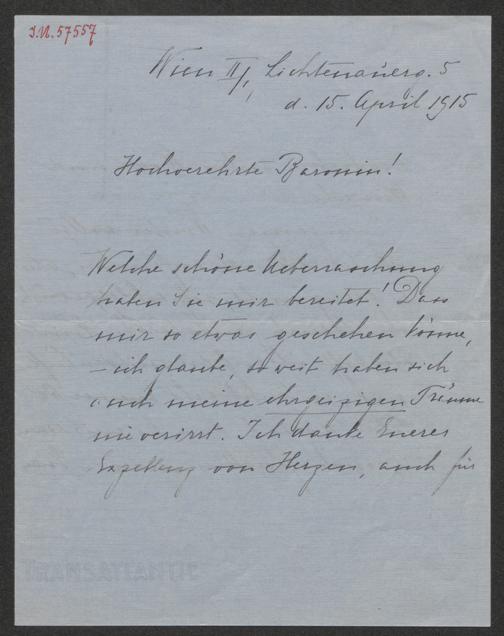 I.N. 57557
Wien II/1, Lichtenauerg. 5
d. 15. April 1915
Hochverehrte Baronin!
Welche schöne Ueberraschung
haben Sie mir bereitet! Dass
mir so etwas geschehen könne,
– ich glaube, so weit haben sich
auch meine ehrgeizigen Träume
nie verirrt. Ich danke Euerer
Exzellenz von Herzen, auch für
TRANSATLANTIC